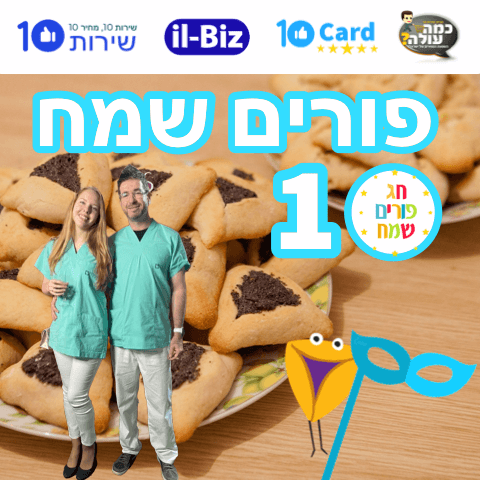 שירות 10, מחיר 10
שירות 10
il-Biz
10 Card
כמה
עולה?
פורים שמח
10
חג
פורים
שמח